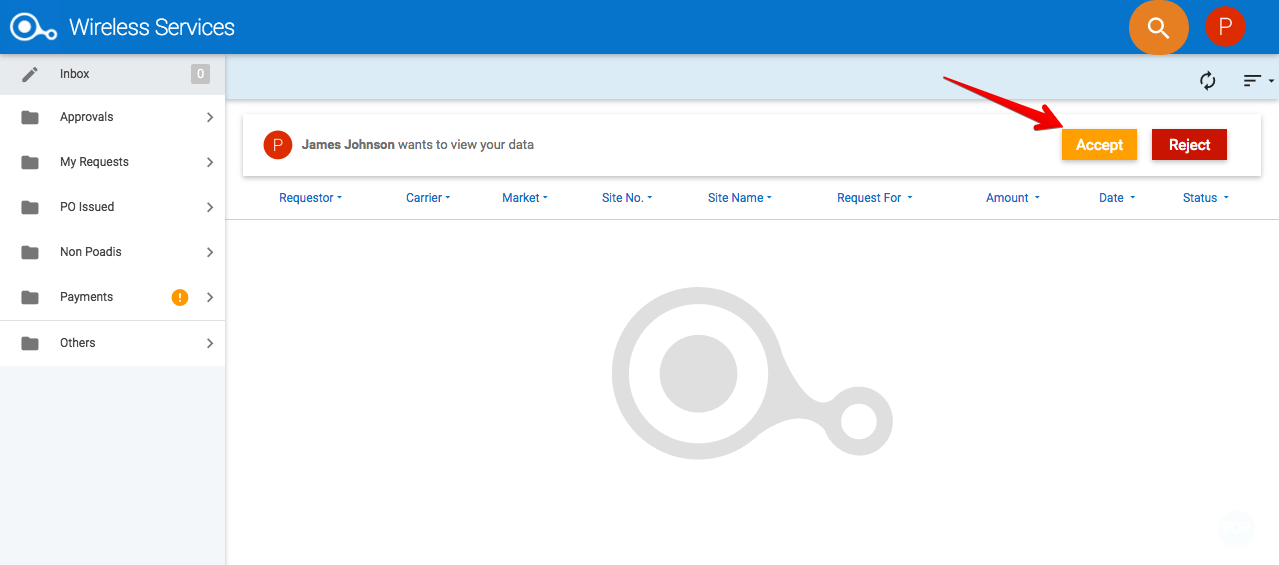 Wireless Services
P
Inbox
0
Approvals
My Requests
PO Issued
Non Poadis
Payments
!
Others
P
James Johnson wants to view your data
Accept
Reject
Requestor Carrier Market Site No. Site Name Request For Amount Date Status